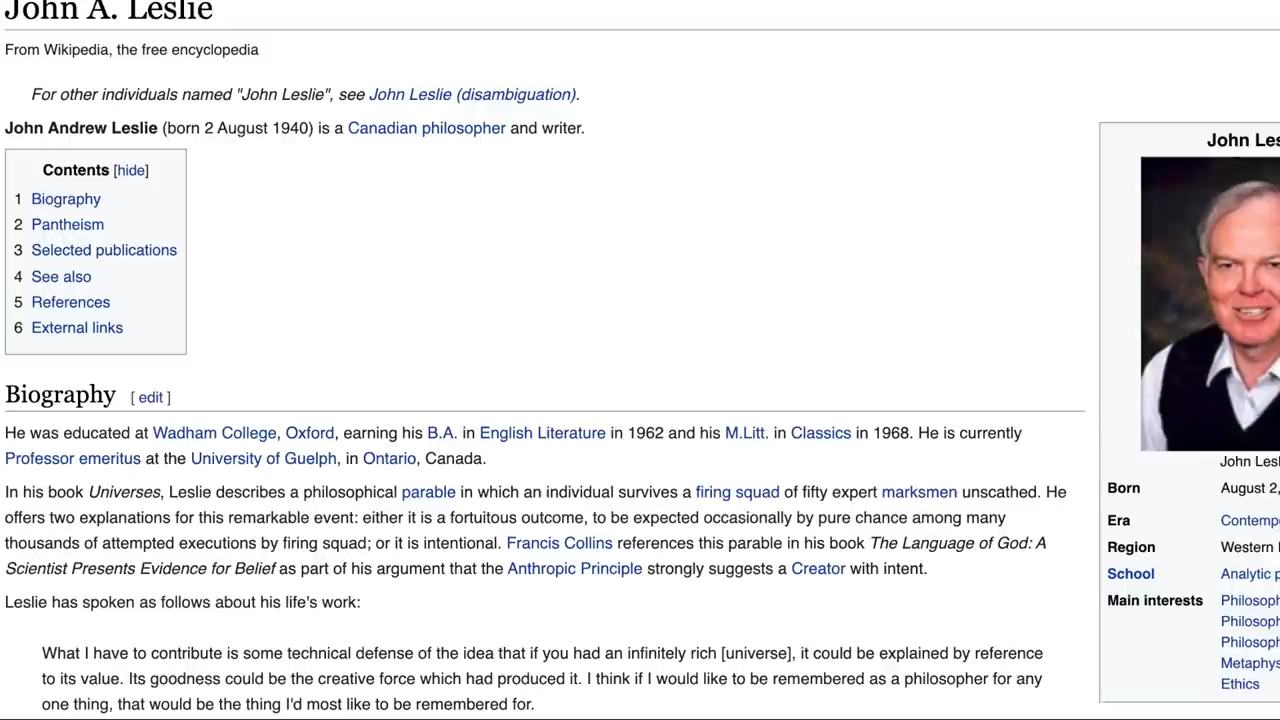 John A. Leslie
From Wikipedia, the free encyclopedia
For other individuals named "John Leslie", see John Leslie (disambiguation).
John Andrew Leslie (born 2 August 1940) is a Canadian philosopher and writer.
Contents [hide]
1 Biography
2 Pantheism
3 Selected publications
4 See also
5 References
6 External links
Biography [ edit ]
He was educated at Wadham College, Oxford, earning his B.A. in English Literature in 1962 and his M.Litt. in Classics in 1968. He is currently
Professor emeritus at the University of Guelph, in Ontario, Canada.
In his book Universes, Leslie describes a philosophical parable in which an individual survives a firing squad of fifty expert marksmen unscathed. He
offers two explanations for this remarkable event: either it is a fortuitous outcome, to be expected occasionally by pure chance among many
thousands of attempted executions by firing squad; or it is intentional. Francis Collins references this parable in his book The Language of God: A
Scientist Presents Evidence for Belief as part of his argument that the Anthropic Principle strongly suggests a Creator with intent.
Leslie has spoken as follows about his life's work:
What I have to contribute is some technical defense of the idea that if you had an infinitely rich [universe], it could be explained by reference
to its value. Its goodness could be the creative force which had produced it. I think if I would like to be remembered as a philosopher for any
one thing, that would be the thing I'd most like to be remembered for.
John Les
John Lesl
Born August 2,
Era Contempo
Region Western
School Analytic p
Main interests Philosoph
Philosoph
Philosoph
Metaphys
Ethics